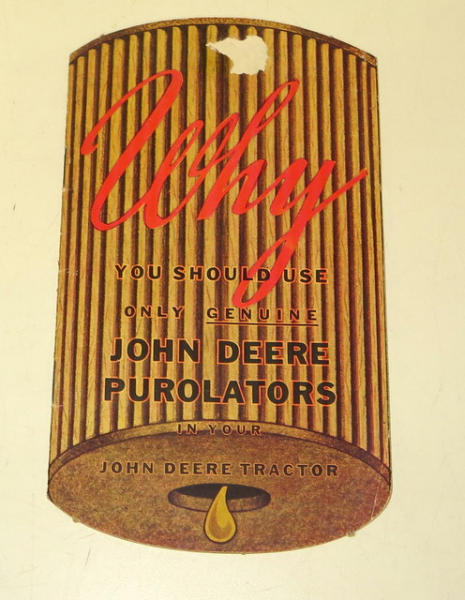 Why
YOU SHOULD USE
ONLY GENUINE
JOHN DEERE
PUROLATORS
IN YOUR
JOHN DEERE TRACTOR